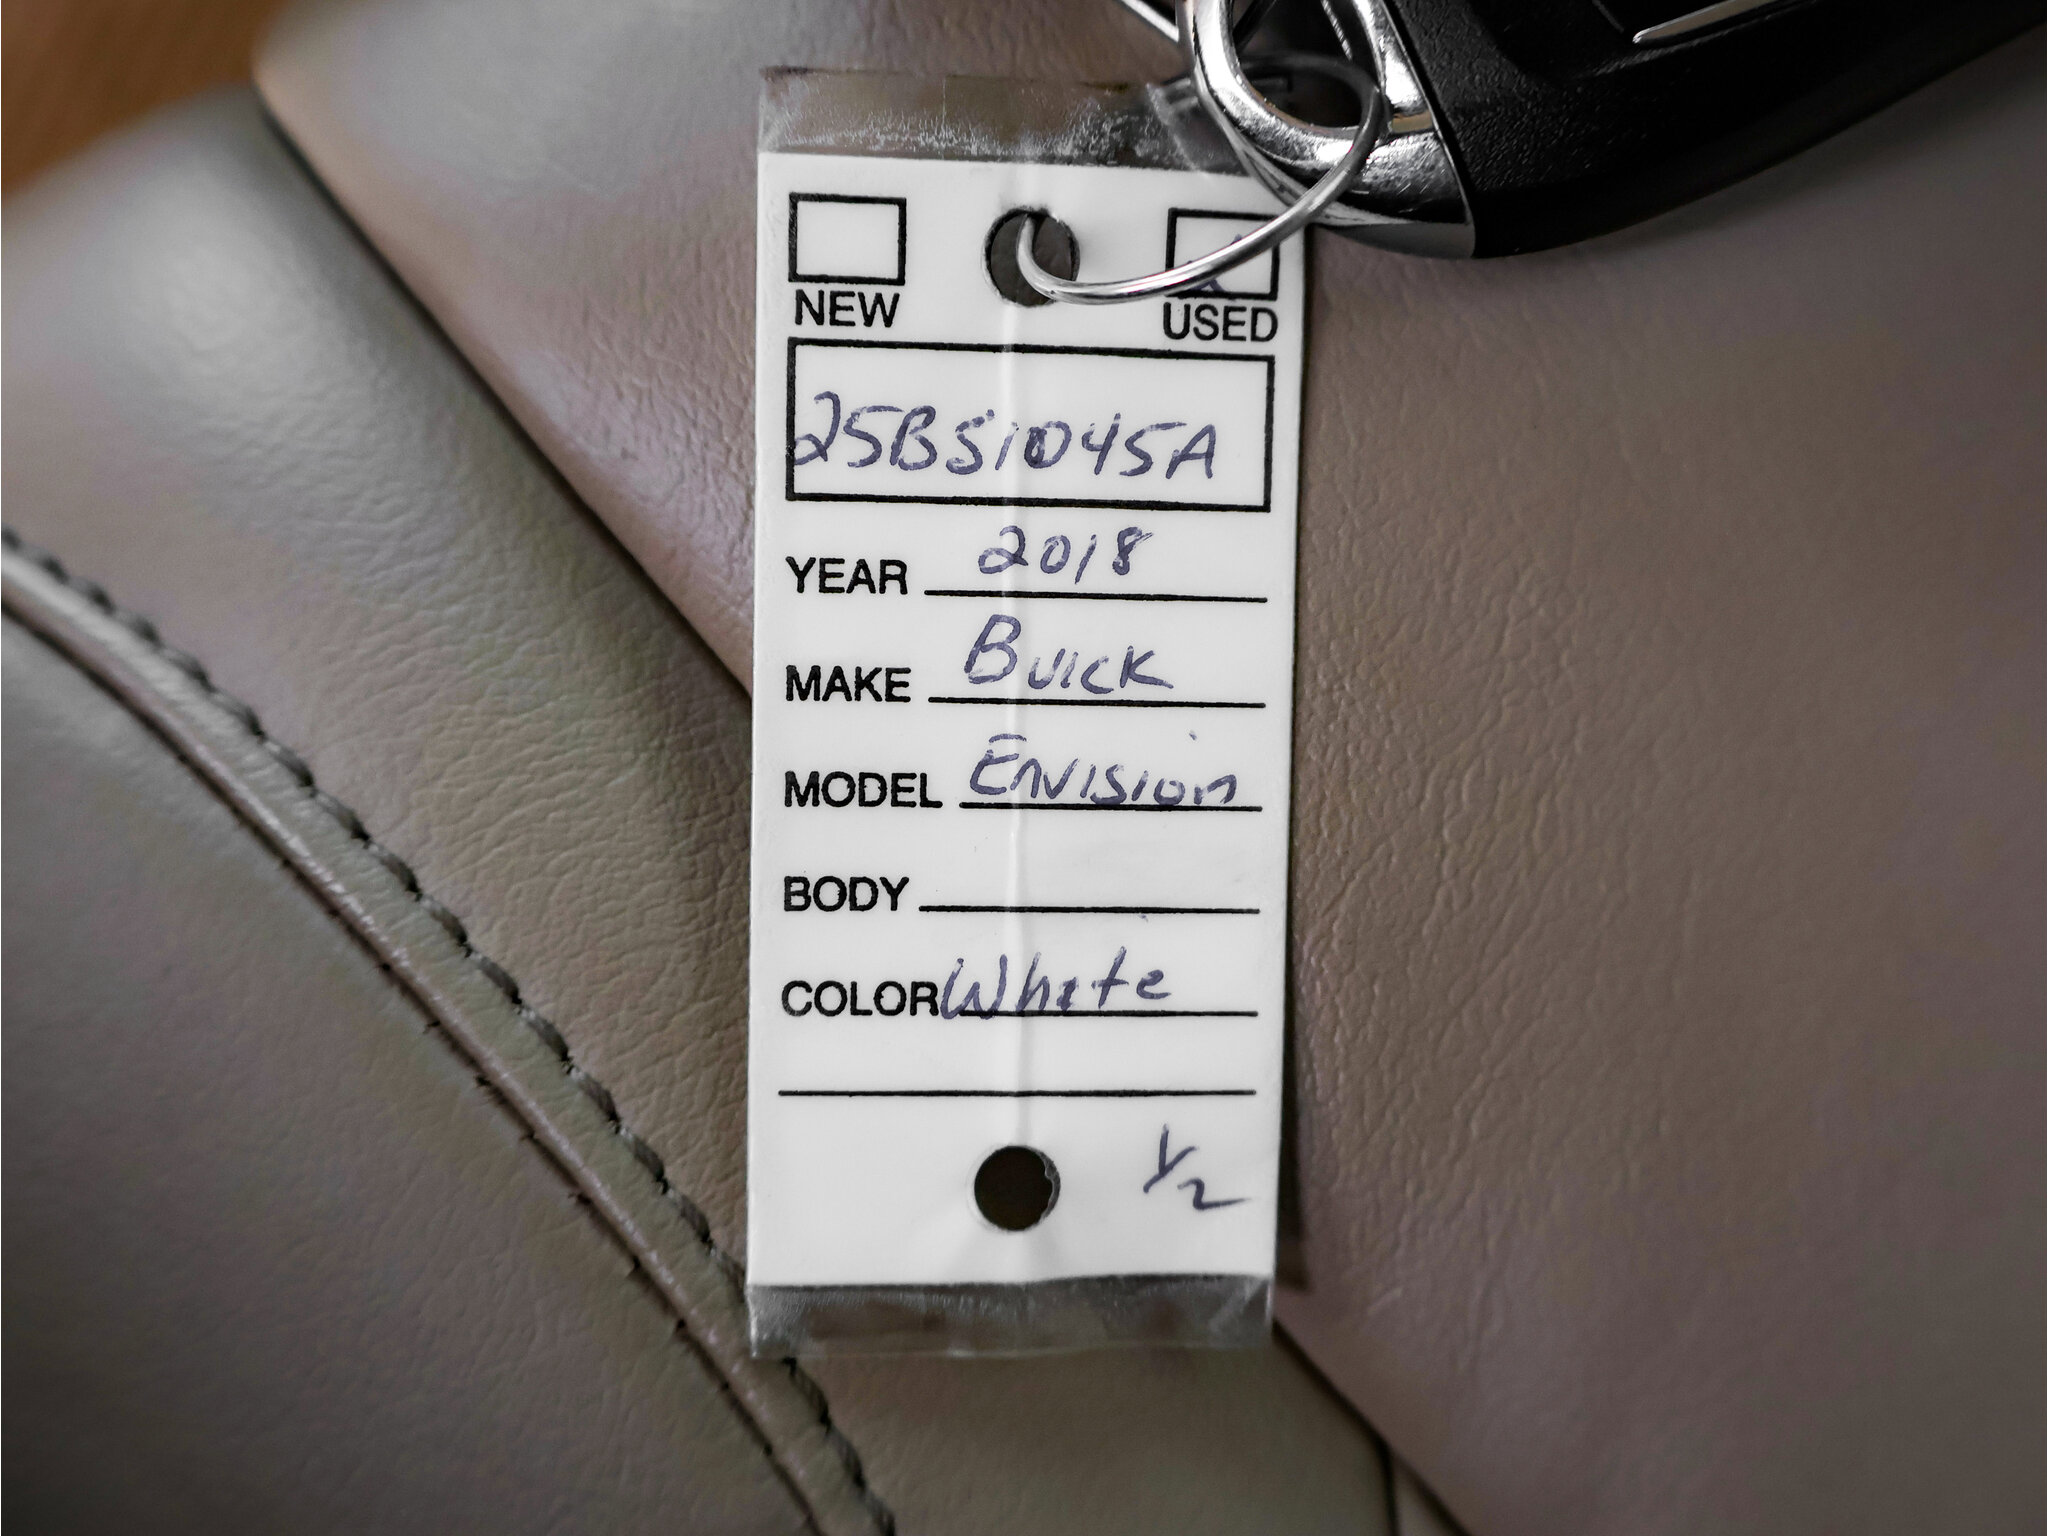 NEW USED
25BS1045A
YEAR 2018
MAKE Buick
MODEL Envision
BODY
COLOR White
1/2